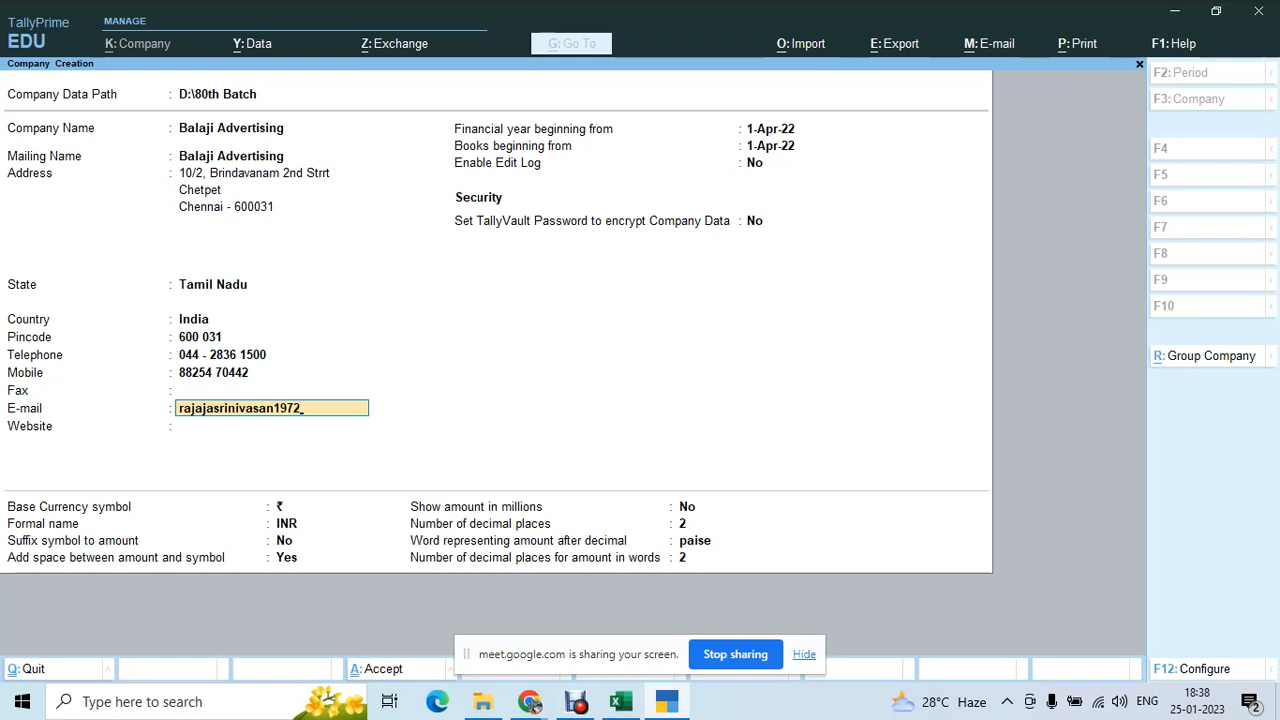 TallyPrime
EDU
MANAGE
K: Company
Y: Data
Z: Exchange
G: Go To
O: Import
E: Export
M: E-mail
P: Print
F1: Help
Company Creation
F2: Period
F3: Company
F4
F5
F6
F7
F8
F9
F10
R: Group Company
Company Data Path : D:\80th Batch
Company Name : Balaji Advertising
Mailing Name : Balaji Advertising
Address : 10/2, Brindavanam 2nd Strrt
Chetpet
Chennai - 600031
State : Tamil Nadu
Country : India
Pincode : 600 031
Telephone : 044 - 2836 1500
Mobile : 88254 70442
Fax :
E-mail : rajajasrinivasan1972_
Website :
Financial year beginning from : 1-Apr-22
Books beginning from : 1-Apr-22
Enable Edit Log : No
Security
Set TallyVault Password to encrypt Company Data : No
Base Currency symbol : ₹
Formal name : INR
Suffix symbol to amount : No
Add space between amount and symbol : Yes
Show amount in millions : No
Number of decimal places : 2
Word representing amount after decimal : paise
Number of decimal places for amount in words : 2
meet.google.com is sharing your screen.
Stop sharing
Hide
Q: Quit
A: Accept
F12: Configure
Type here to search
28°C Haze
ENG
18:38
25-01-2023
2